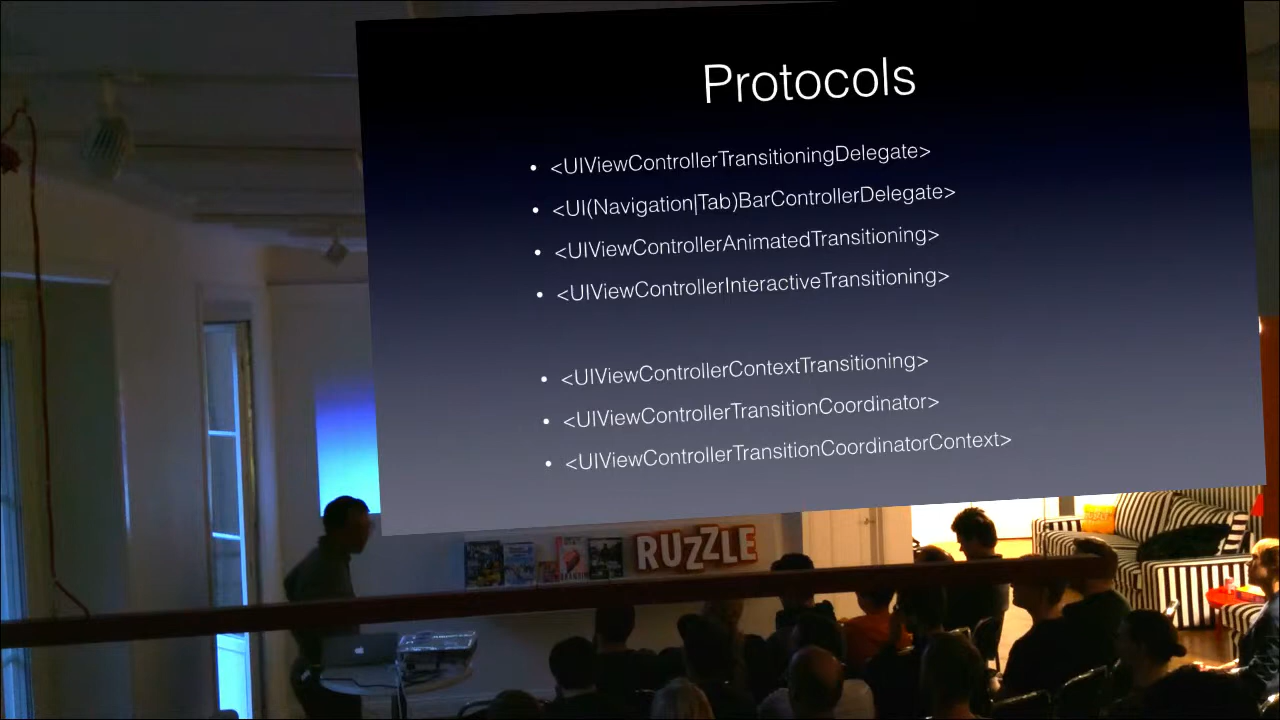 Protocols
• <UIViewControllerTransitioningDelegate>
• <UI(Navigation|Tab)BarControllerDelegate>
• <UIViewControllerAnimatedTransitioning>
• <UIViewControllerInteractiveTransitioning>
• <UIViewControllerContextTransitioning>
• <UIViewControllerTransitionCoordinator>
• <UIViewControllerTransitionCoordinatorContext>
RUZZLE